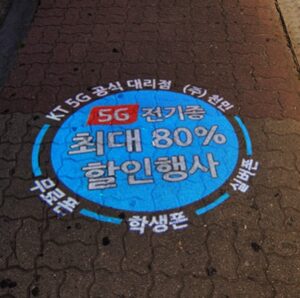 KT 5G 공식 대리점 (주) 천민
5G 전기종
최대 80%
할인행사
무료폰
학생폰
실버폰